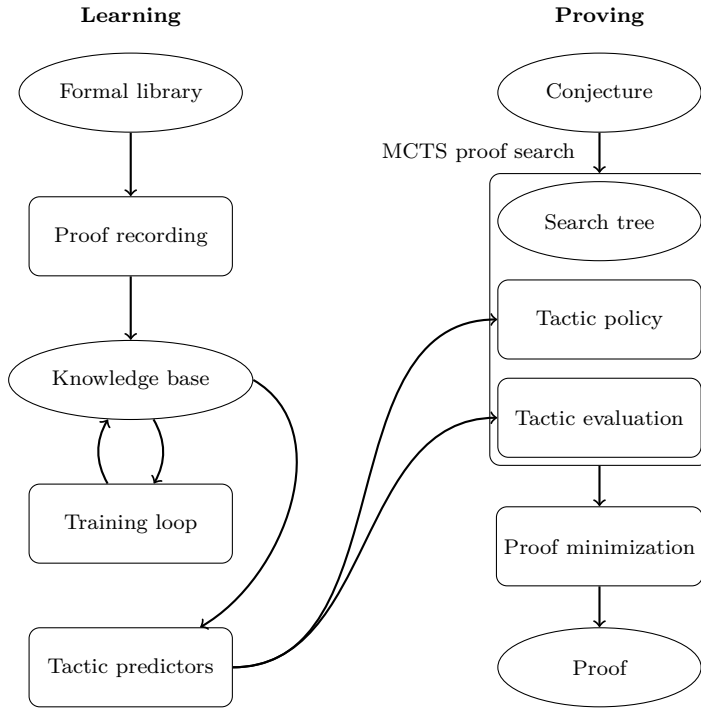 Learning
Proving
Formal library
Conjecture
MCTS proof search
Proof recording
Search tree
Tactic policy
Knowledge base
Tactic evaluation
Training loop
Proof minimization
Tactic predictors
Proof